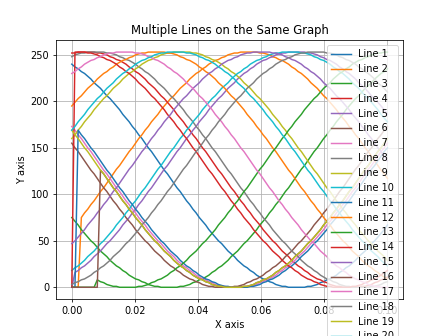 Multiple Lines on the Same Graph
Y axis
250
200
150
100
50
0
0.00
0.02
0.04
0.06
0.08
X axis
Line 1
Line 2
Line 3
Line 4
Line 5
Line 6
Line 7
Line 8
Line 9
Line 10
Line 11
Line 12
Line 13
Line 14
Line 15
Line 16
Line 17
Line 18
Line 19
Line 20